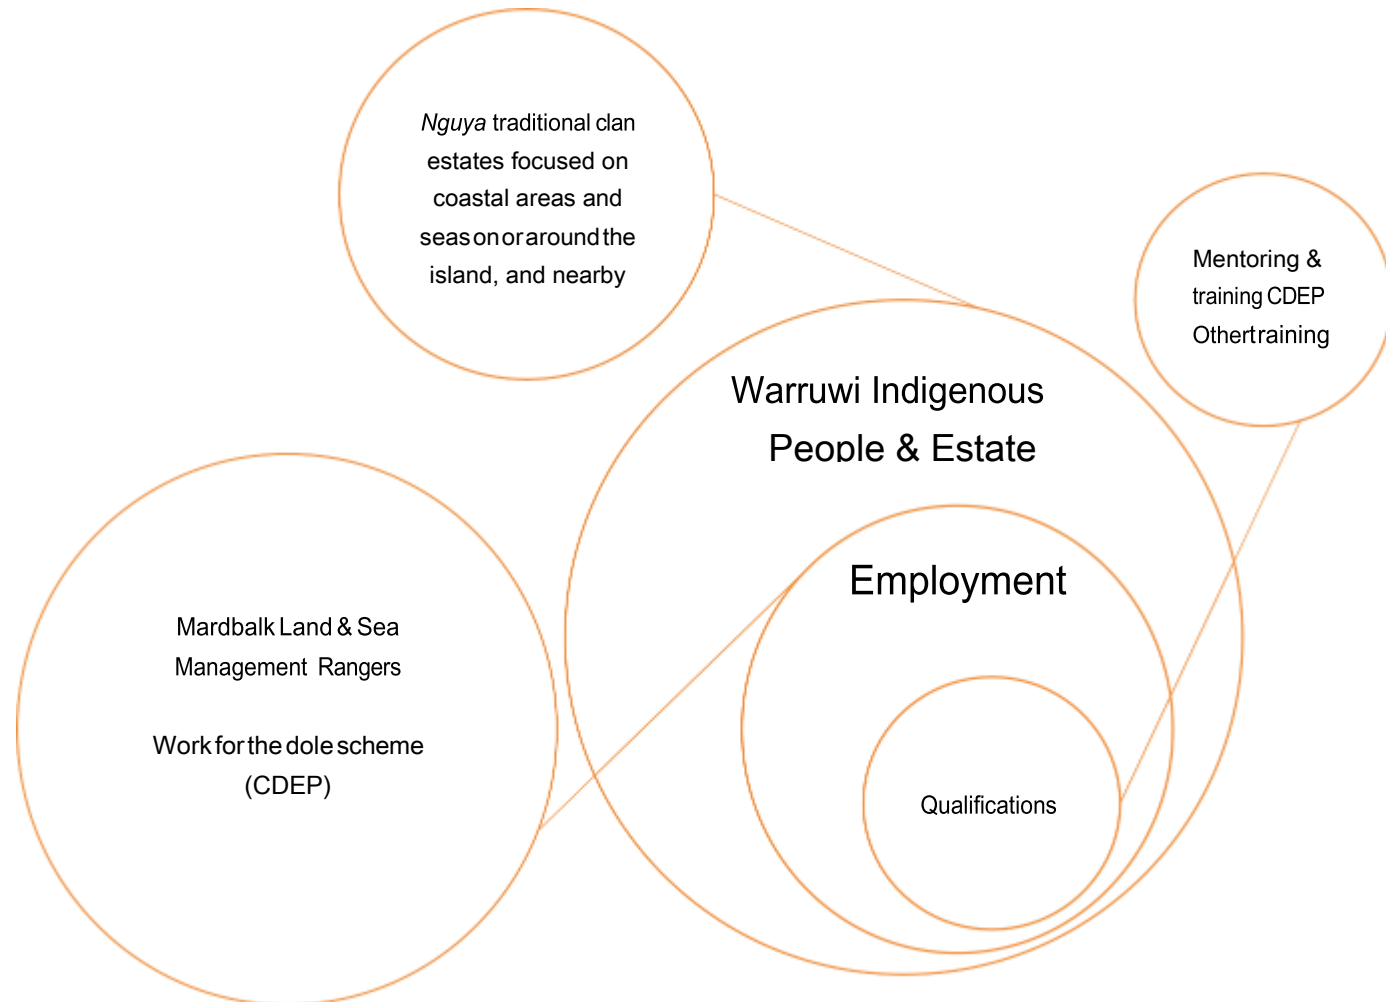 Nguya traditional clan
estates focused on
coastal areas and
seas on or around the
island, and nearby
Mentoring &
training CDEP
Other training
Warruwi Indigenous
People & Estate
Employment
Mardbalk Land & Sea
Management Rangers
Work for the dole scheme
(CDEP)
Qualifications